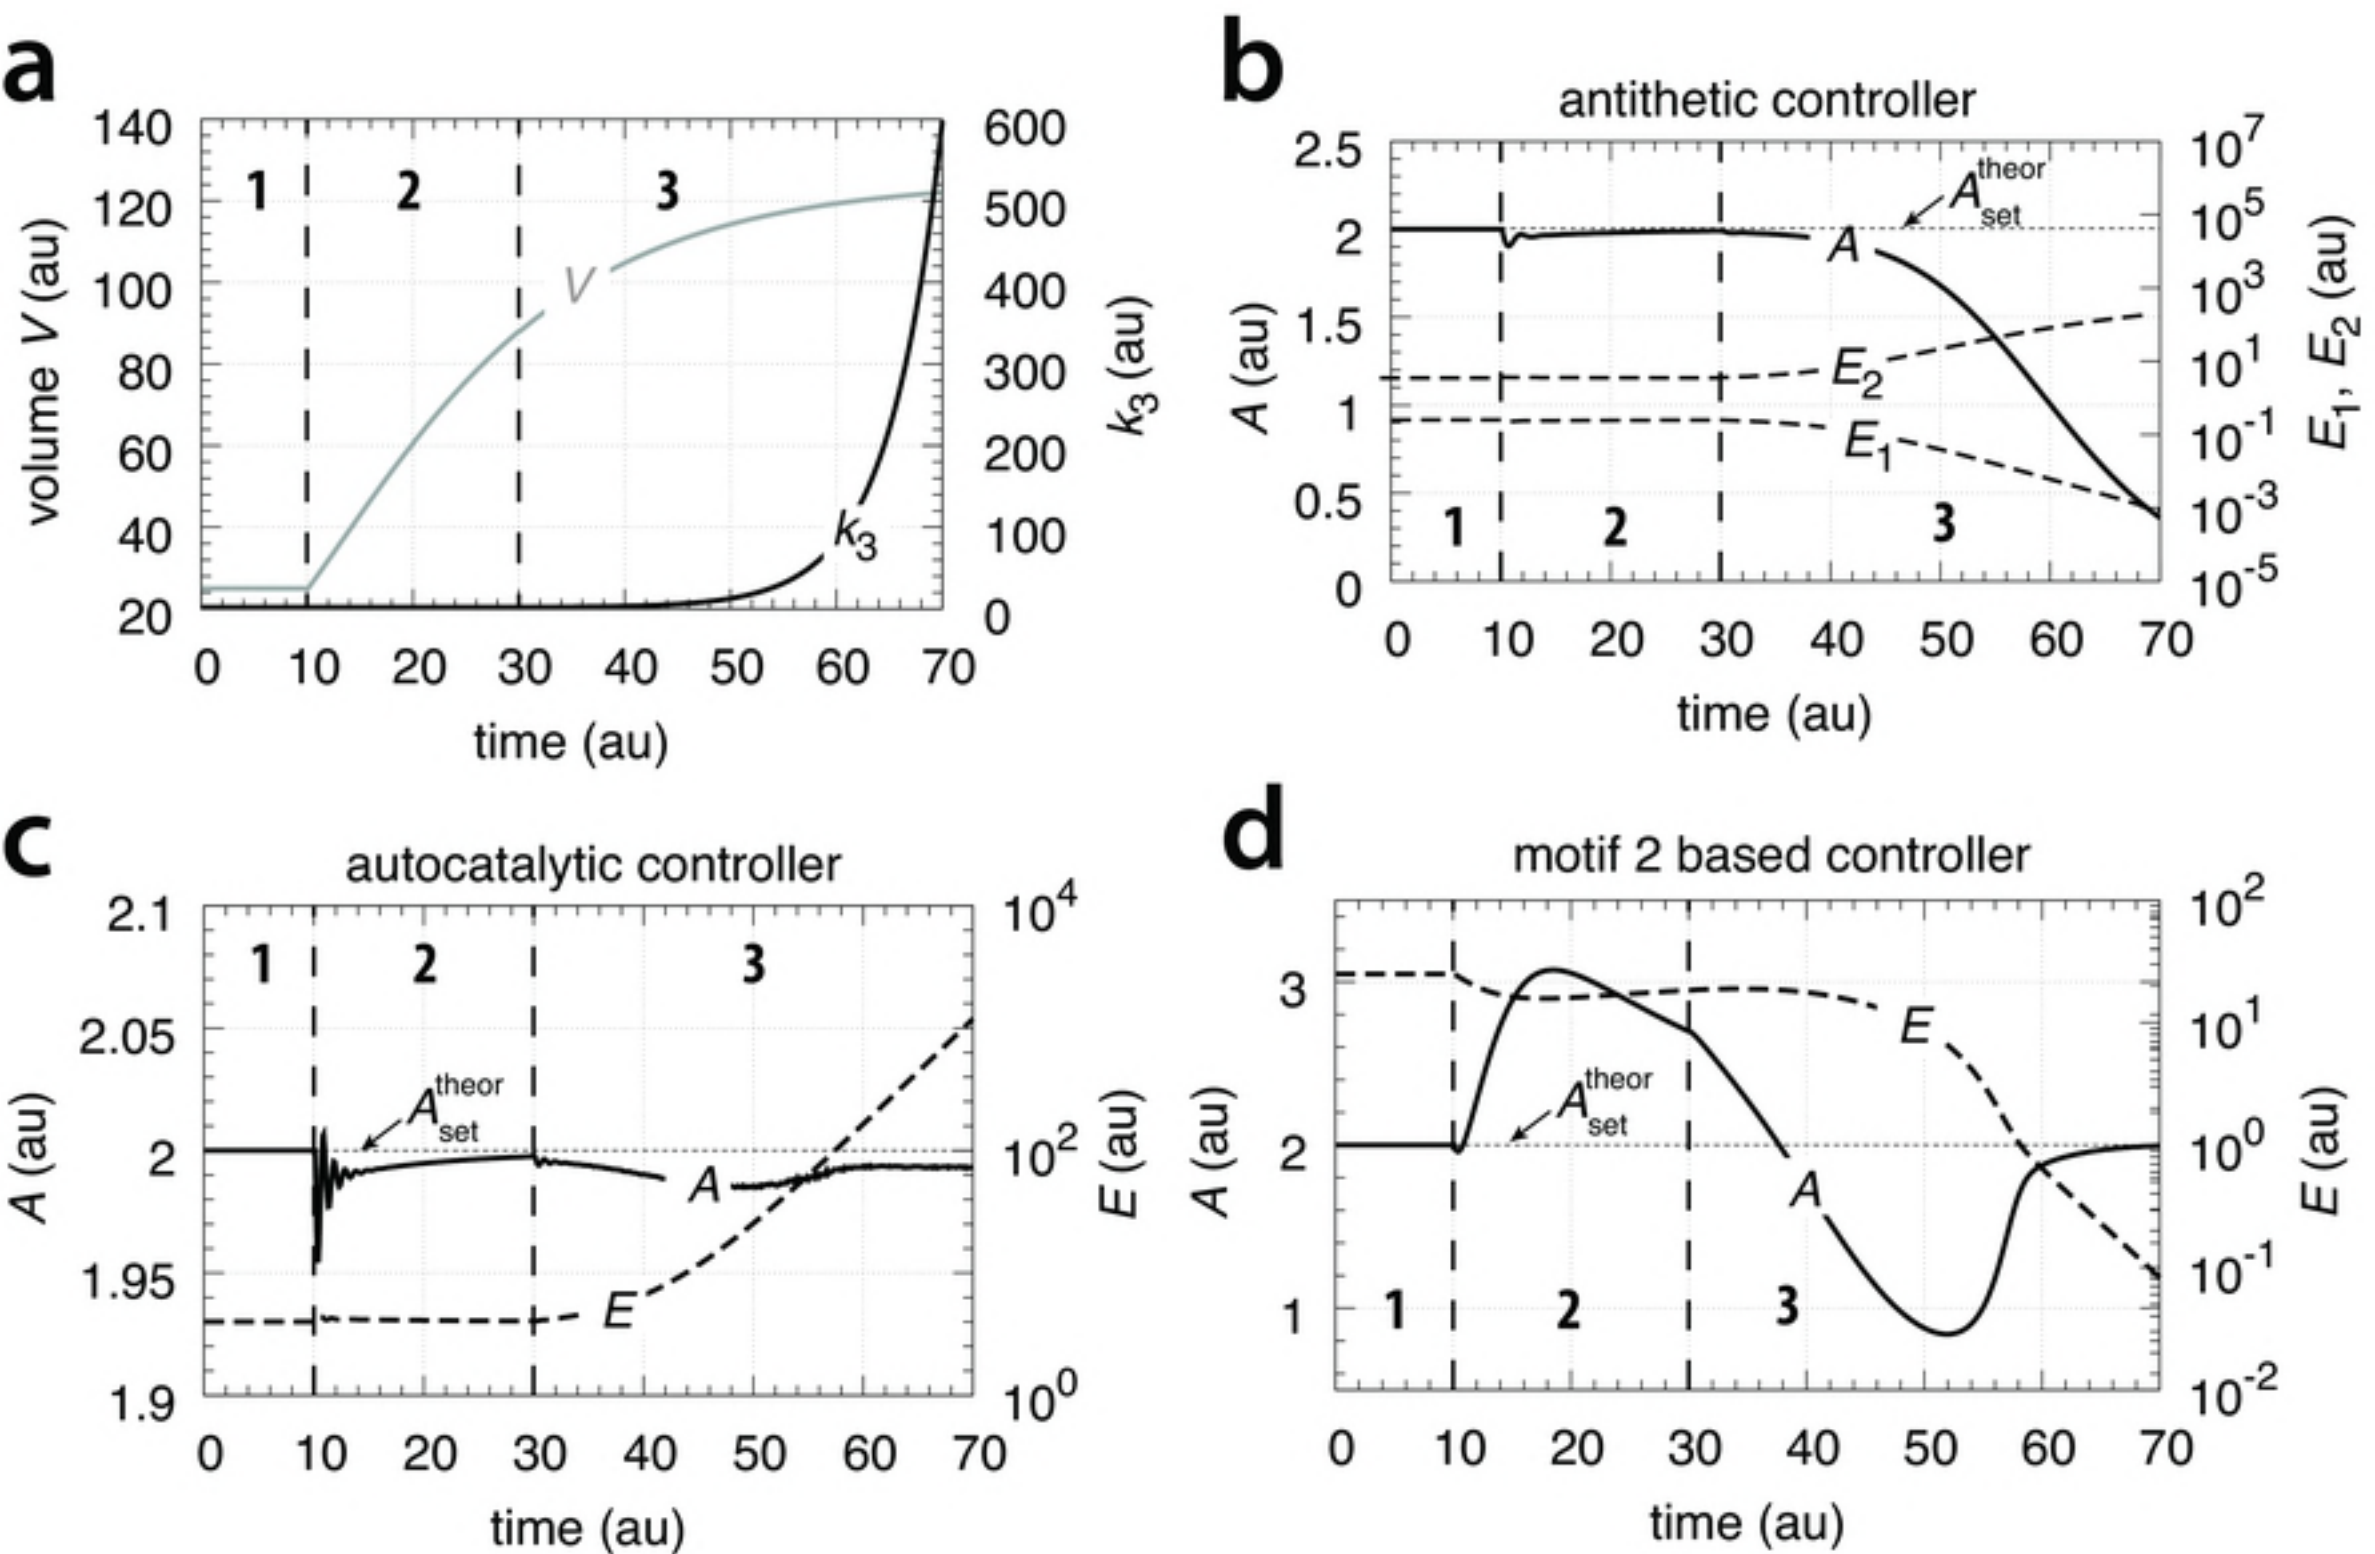 a
140
120
100
80
60
40
20
volume V (au)
1
2
3
V
k3
600
500
400
300
200
100
0
k3 (au)
0 10 20 30 40 50 60 70
time (au)
b
antithetic controller
2.5
2
1.5
1
0.5
0
A (au)
A theor set
A
E2
E1
1
2
3
10^7
10^5
10^3
10^1
10^-1
10^-3
10^-5
E1, E2 (au)
0 10 20 30 40 50 60 70
time (au)
c
autocatalytic controller
2.1
2.05
2
1.95
1.9
A (au)
1
2
3
A theor set
A
E
10^4
10^2
10^0
E (au)
0 10 20 30 40 50 60 70
time (au)
d
motif 2 based controller
3
2
1
A (au)
E
A theor set
A
1
2
3
10^2
10^1
10^0
10^-1
10^-2
E (au)
0 10 20 30 40 50 60 70
time (au)